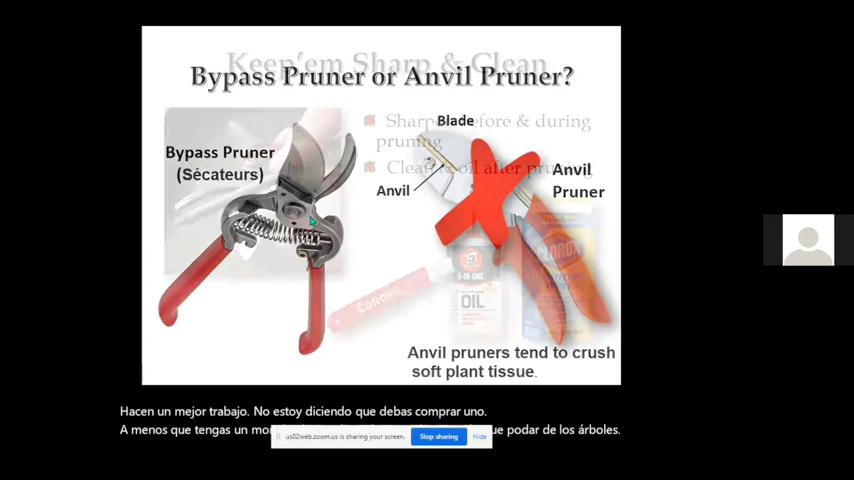 Keep'em Sharp & Clean
Bypass Pruner or Anvil Pruner?
Bypass Pruner
(Sécateurs)
Blade
Anvil
Anvil
Pruner
before & during
pruning
Clean oil after pruning
3-IN-ONE
OIL
CLOROX
Anvil pruners tend to crush
soft plant tissue.
Hacen un mejor trabajo. No estoy diciendo que debas comprar uno.
A menos que tengas un que podar de los árboles.
us02web.zoom.us is sharing your screen.
Stop sharing
Hide